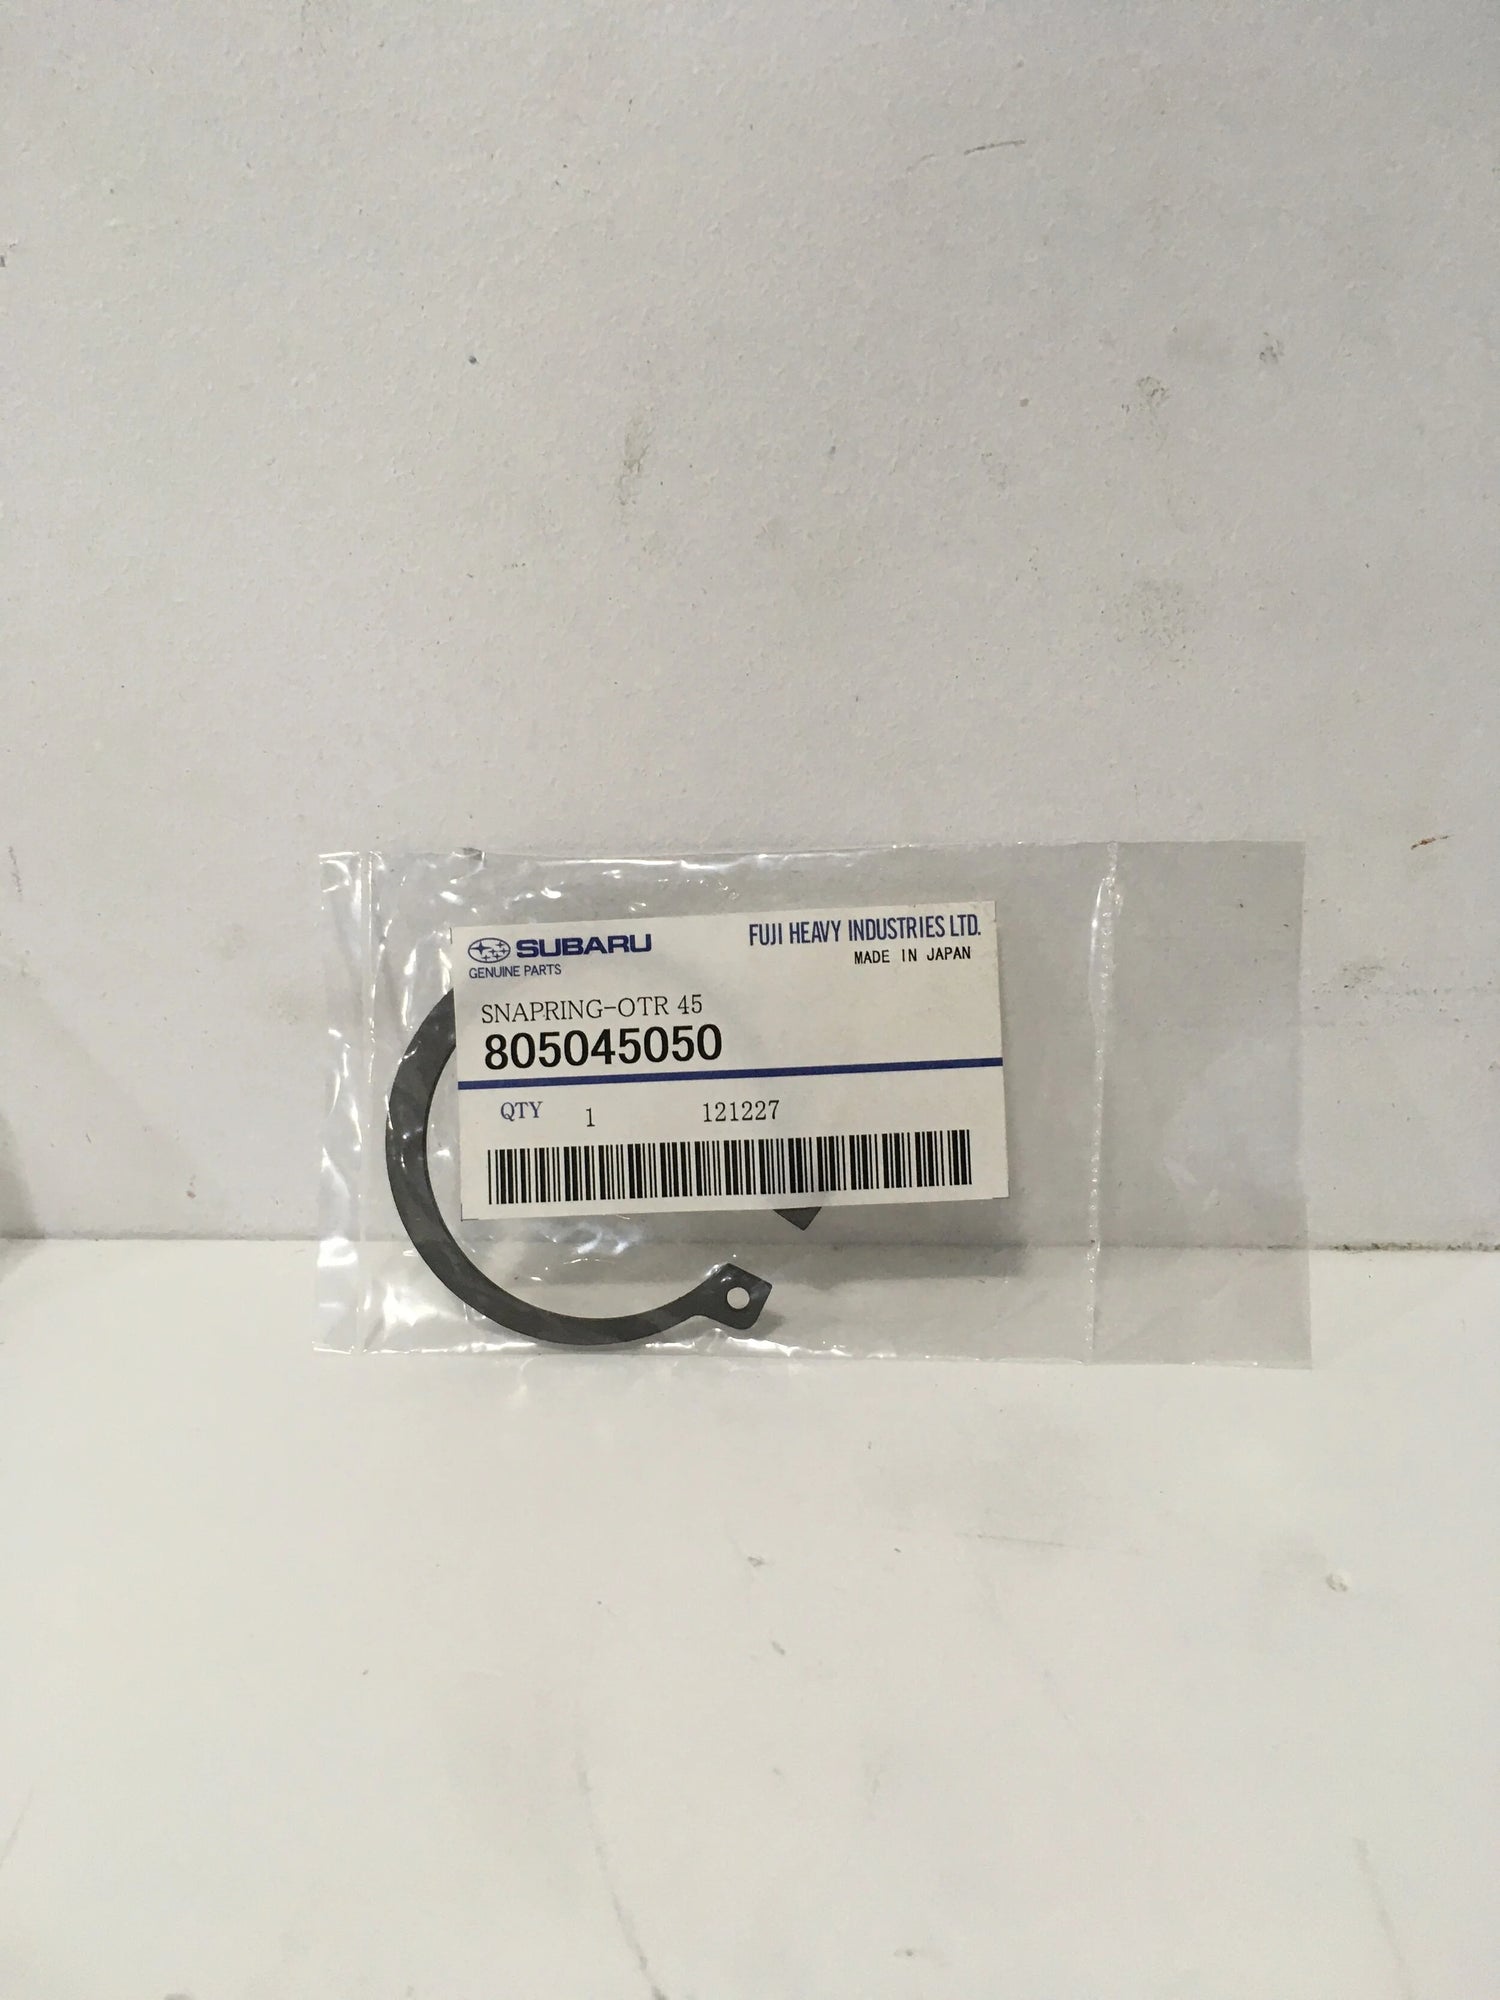 SUBARU
GENUINE PARTS
FUJI HEAVY INDUSTRIES LTD.
MADE IN JAPAN
SNAPRING-OTR 45
805045050
QTY 1 121227